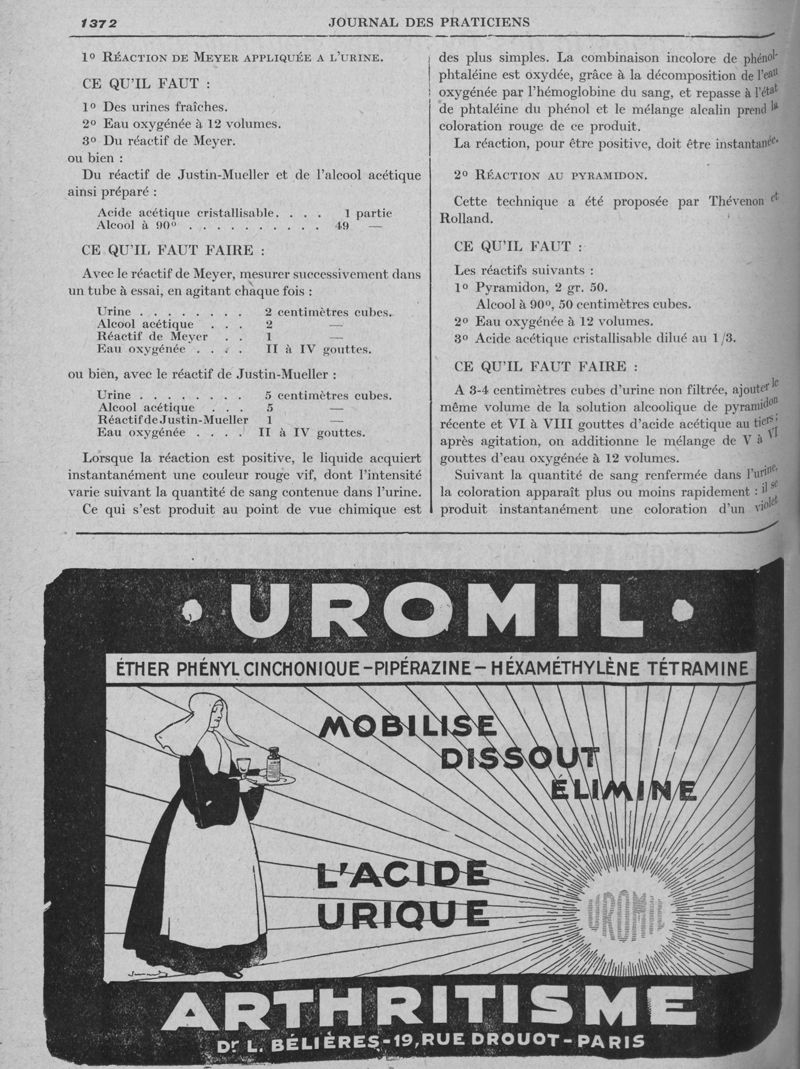 1372
JOURNAL DES PRATICIENS
1º RÉACTION DE MEYER APPLIQUÉE A L'URINE.
CE QU'IL FAUT :
1º Des urines fraîches.
2º Eau oxygénée à 12 volumes.
3º Du réactif de Meyer.
ou bien :
Du réactif de Justin-Mueller et de l'alcool acétique
ainsi préparé :
Acide acétique cristallisable. . . . 1 partie
Alcool à 90º . . . . . . . . . . 49 —
CE QU'IL FAUT FAIRE :
Avec le réactif de Meyer, mesurer successivement dans
un tube à essai, en agitant chaque fois :
Urine . . . . . . . . 2 centimètres cubes.
Alcool acétique . . . 2 —
Réactif de Meyer . . 1 —
Eau oxygénée . . . . II à IV gouttes.
ou bien, avec le réactif de Justin-Mueller :
Urine . . . . . . . . 5 centimètres cubes.
Alcool acétique . . . 5 —
Réactif de Justin-Mueller 1 —
Eau oxygénée . . . . II à IV gouttes.
Lorsque la réaction est positive, le liquide acquiert
instantanément une couleur rouge vif, dont l'intensité
varie suivant la quantité de sang contenue dans l'urine.
Ce qui s'est produit au point de vue chimique est
des plus simples. La combinaison incolore de phénol-
phtaléine est oxydée, grâce à la décomposition de l'eau
oxygénée par l'hémoglobine du sang, et repasse à l'état
de phtaléine du phénol et le mélange alcalin prend la
coloration rouge de ce produit.
La réaction, pour être positive, doit être instantanée.
2º RÉACTION AU PYRAMIDON.
Cette technique a été proposée par Thévenon et
Rolland.
CE QU'IL FAUT :
Les réactifs suivants :
1º Pyramidon, 2 gr. 50.
Alcool à 90º, 50 centimètres cubes.
2º Eau oxygénée à 12 volumes.
3º Acide acétique cristallisable dilué au 1/3.
CE QU'IL FAUT FAIRE :
A 3-4 centimètres cubes d'urine non filtrée, ajouter le
même volume de la solution alcoolique de pyramidon
récente et VI à VIII gouttes d'acide acétique au tiers ;
après agitation, on additionne le mélange de V à VI
gouttes d'eau oxygénée à 12 volumes.
Suivant la quantité de sang renfermée dans l'urine,
la coloration apparaît plus ou moins rapidement : il se
produit instantanément une coloration d'un violet
UROMIL
ÉTHER PHÉNYL CINCHONIQUE - PIPÉRAZINE - HÉXAMÉTHYLÈNE TÉTRAMINE
MOBILISE
DISSOUT
ÉLIMINE
L'ACIDE
URIQUE
UROMIL
ARTHRITISME
Dr L. BÉLIÈRES - 19, RUE DROUOT - PARIS